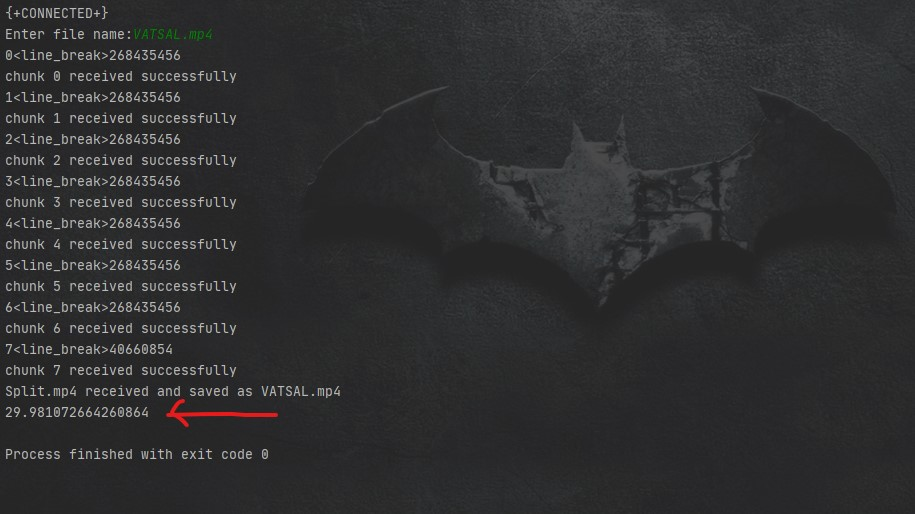 {+CONNECTED+}
Enter file name:VATSAL.mp4
0<line_break>268435456
chunk 0 received successfully
1<line_break>268435456
chunk 1 received successfully
2<line_break>268435456
chunk 2 received successfully
3<line_break>268435456
chunk 3 received successfully
4<line_break>268435456
chunk 4 received successfully
5<line_break>268435456
chunk 5 received successfully
6<line_break>268435456
chunk 6 received successfully
7<line_break>40660854
chunk 7 received successfully
Split.mp4 received and saved as VATSAL.mp4
29.981072664260864
Process finished with exit code 0